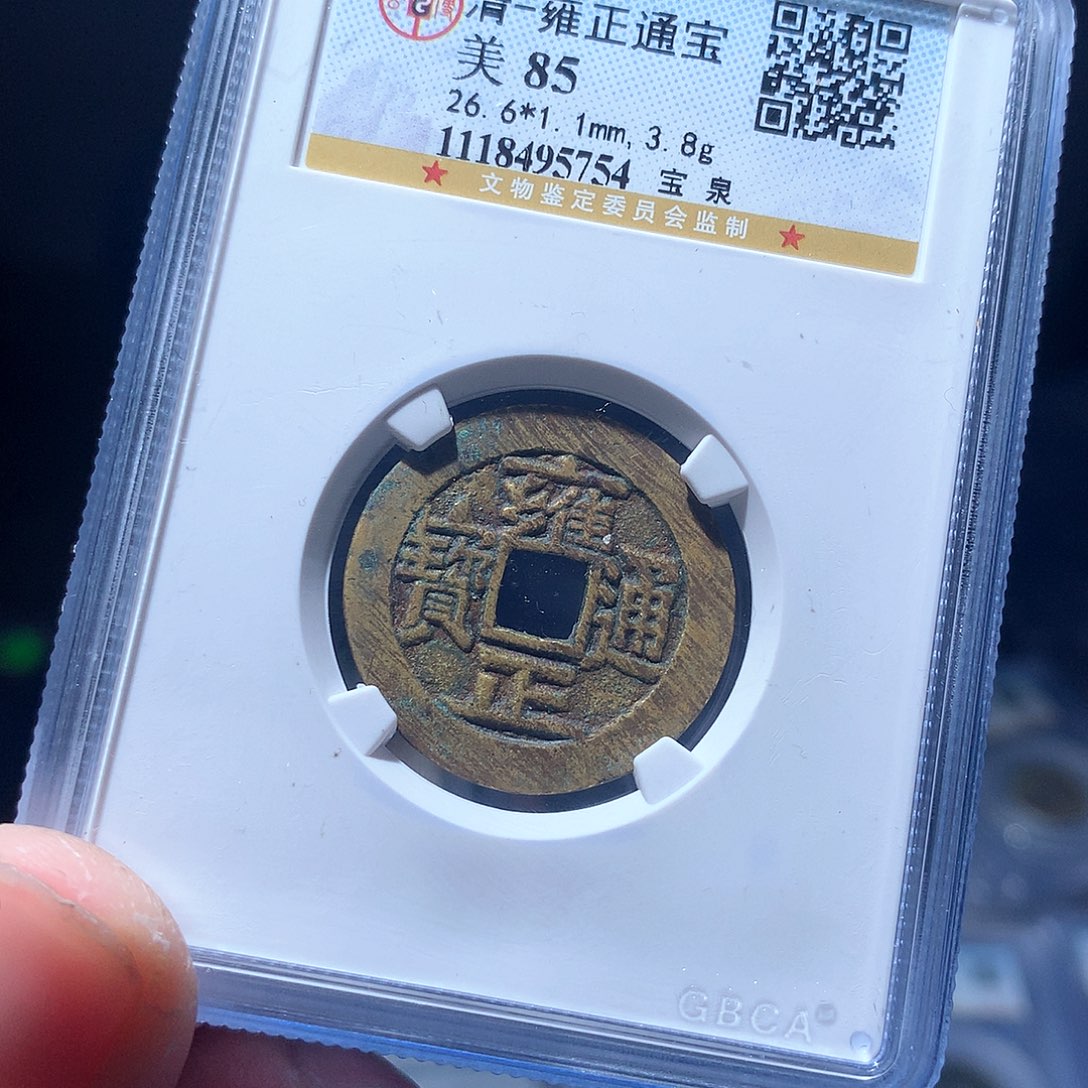 清-雍正通宝
美 85
26.6*1.1mm, 3.8g
1118495754 宝泉
★ 文物鉴定委员会监制 ★
雍正通寳
GBCA